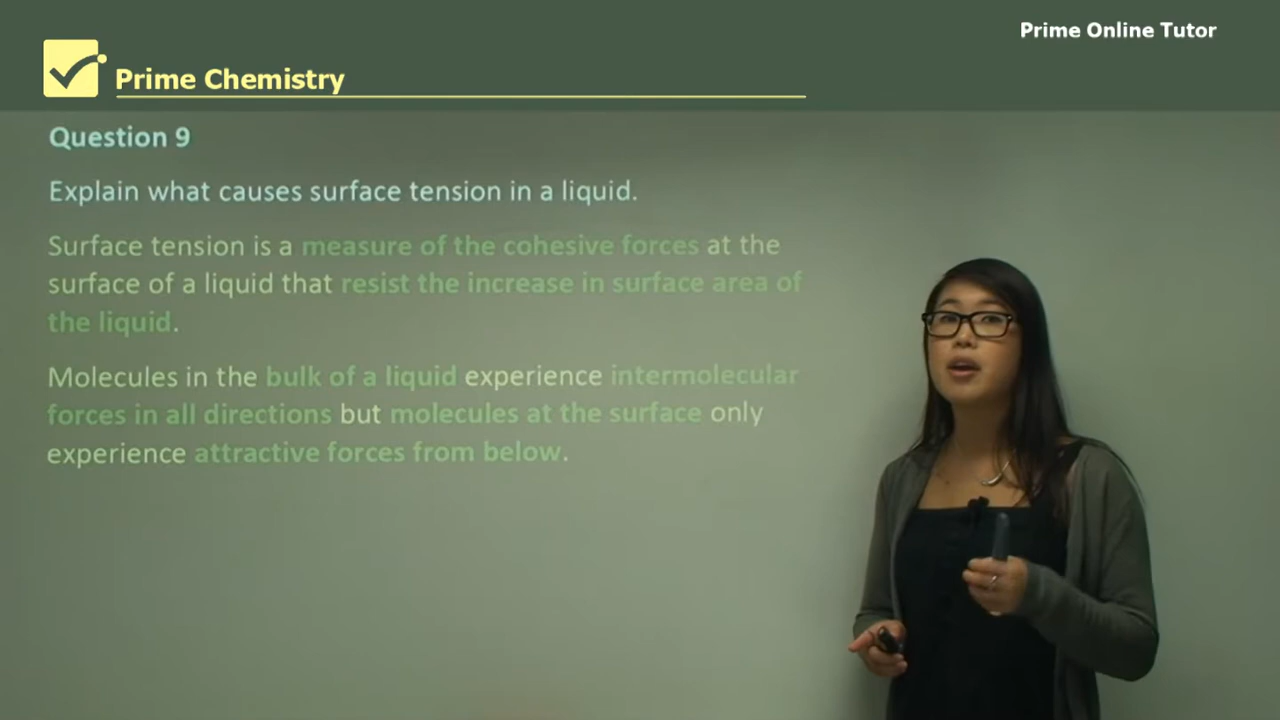 Prime Online Tutor
Prime Chemistry
Question 9
Explain what causes surface tension in a liquid.
Surface tension is a measure of the cohesive forces at the
surface of a liquid that resist the increase in surface area of
the liquid.
Molecules in the bulk of a liquid experience intermolecular
forces in all directions but molecules at the surface only
experience attractive forces from below.